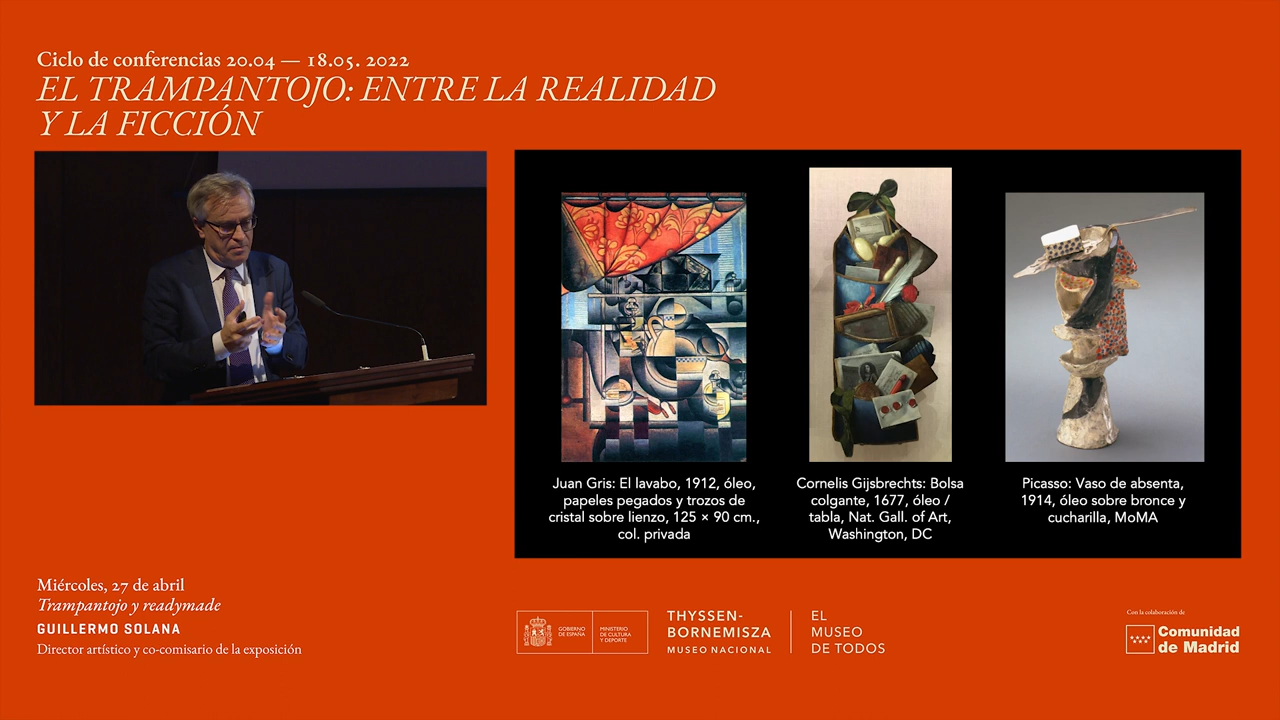 Ciclo de conferencias 20.04 — 18.05. 2022
EL TRAMPANTOJO: ENTRE LA REALIDAD
Y LA FICCIÓN
Juan Gris: El lavabo, 1912, óleo,
papeles pegados y trozos de
cristal sobre lienzo, 125 × 90 cm.,
col. privada
Cornelis Gijsbrechts: Bolsa
colgante, 1677, óleo /
tabla, Nat. Gall. of Art,
Washington, DC
Picasso: Vaso de absenta,
1914, óleo sobre bronce y
cucharilla, MoMA
Miércoles, 27 de abril
Trampantojo y readymade
GUILLERMO SOLANA
Director artístico y co-comisario de la exposición
GOBIERNO
DE ESPAÑA
MINISTERIO
DE CULTURA
Y DEPORTE
THYSSEN-
BORNEMISZA
MUSEO NACIONAL
EL
MUSEO
DE TODOS
Con la colaboración de
Comunidad
de Madrid